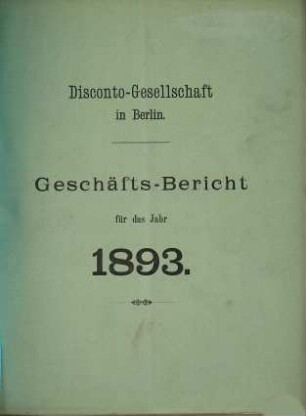 Disconto-Gesellschaft
in Berlin.
Geschäfts-Bericht
für das Jahr
1893.